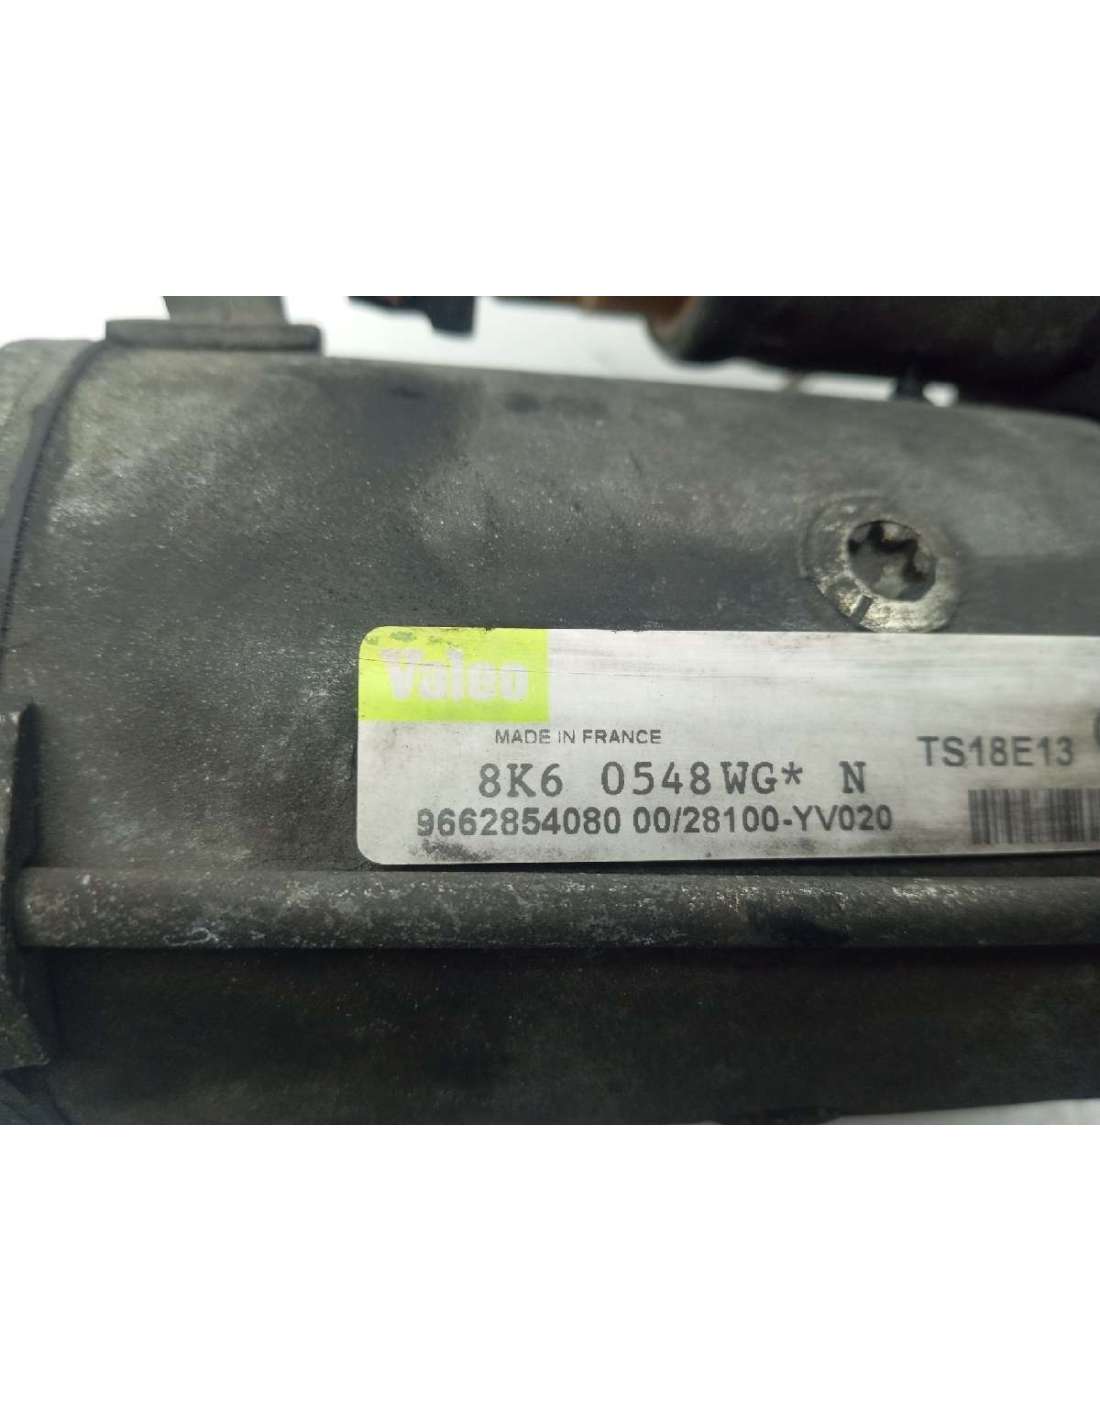 Valeo
MADE IN FRANCE
TS18E13
8K6 0548WG* N
9662854080 00/28100-YV020